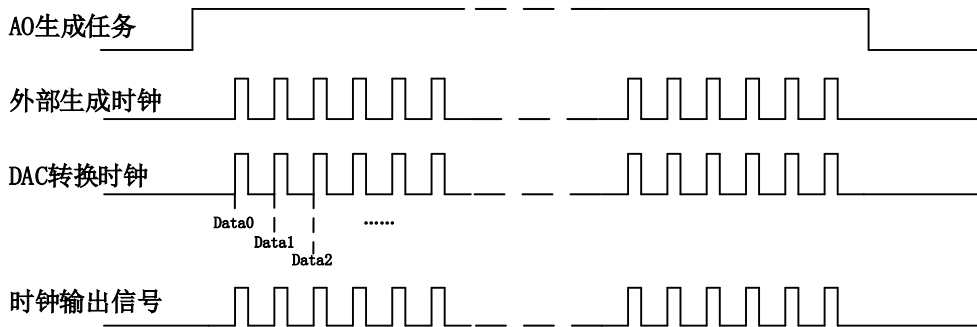 AO生成任务
外部生成时钟
DAC转换时钟
Data0
……
Data1
Data2
时钟输出信号